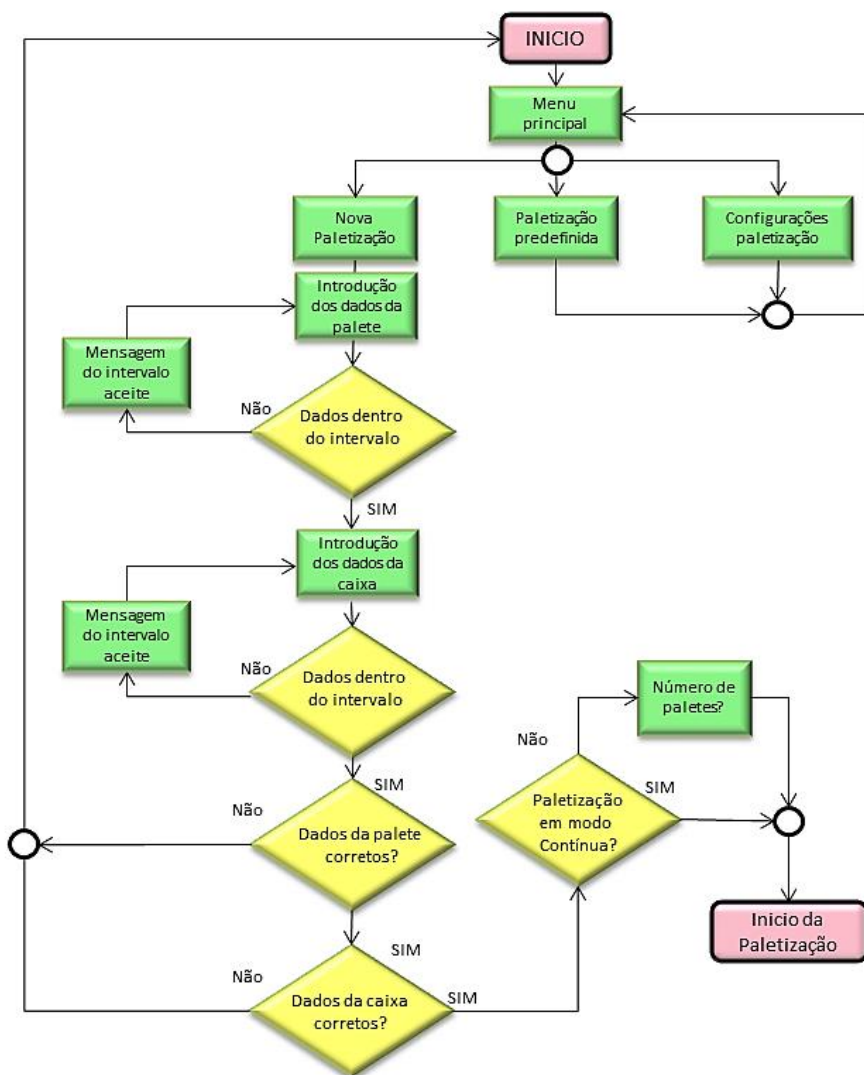 INICIO
Menu
principal
Nova
Paletização
Paletização
predefinida
Configurações
paletização
Introdução
dos dados da
palete
Mensagem
do intervalo
aceite
Não
Dados dentro
do intervalo
SIM
Introdução
dos dados da
caixa
Mensagem
do intervalo
aceite
Não
Dados dentro
do intervalo
SIM
Não
Dados da palete
corretos?
SIM
Não
Dados da caixa
corretos?
SIM
Número de
paletes?
Não
Paletização
em modo
Contínua?
SIM
Inicio da
Paletização